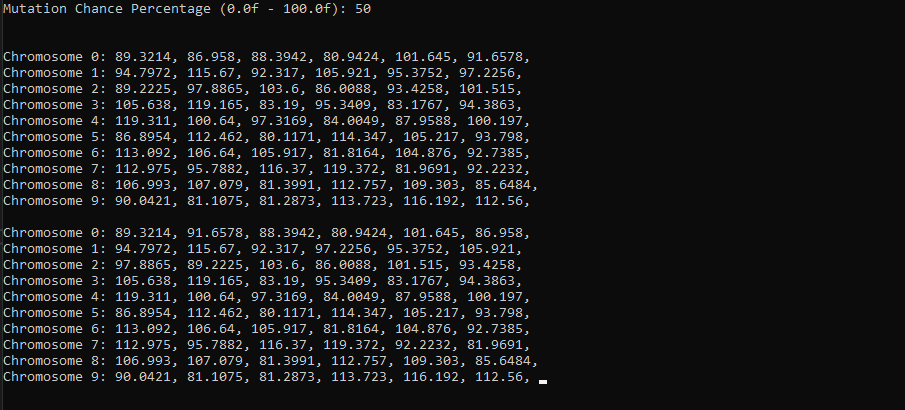 Mutation Chance Percentage (0.0f - 100.0f): 50
Chromosome 0: 89.3214, 86.958, 88.3942, 80.9424, 101.645, 91.6578,
Chromosome 1: 94.7972, 115.67, 92.317, 105.921, 95.3752, 97.2256,
Chromosome 2: 89.2225, 97.8865, 103.6, 86.0088, 93.4258, 101.515,
Chromosome 3: 105.638, 119.165, 83.19, 95.3409, 83.1767, 94.3863,
Chromosome 4: 119.311, 100.64, 97.3169, 84.0049, 87.9588, 100.197,
Chromosome 5: 86.8954, 112.462, 80.1171, 114.347, 105.217, 93.798,
Chromosome 6: 113.092, 106.64, 105.917, 81.8164, 104.876, 92.7385,
Chromosome 7: 112.975, 95.7882, 116.37, 119.372, 81.9691, 92.2232,
Chromosome 8: 106.993, 107.079, 81.3991, 112.757, 109.303, 85.6484,
Chromosome 9: 90.0421, 81.1075, 81.2873, 113.723, 116.192, 112.56,
Chromosome 0: 89.3214, 91.6578, 88.3942, 80.9424, 101.645, 86.958,
Chromosome 1: 94.7972, 115.67, 92.317, 97.2256, 95.3752, 105.921,
Chromosome 2: 97.8865, 89.2225, 103.6, 86.0088, 101.515, 93.4258,
Chromosome 3: 105.638, 119.165, 83.19, 95.3409, 83.1767, 94.3863,
Chromosome 4: 119.311, 100.64, 97.3169, 84.0049, 87.9588, 100.197,
Chromosome 5: 86.8954, 112.462, 80.1171, 114.347, 105.217, 93.798,
Chromosome 6: 113.092, 106.64, 105.917, 81.8164, 104.876, 92.7385,
Chromosome 7: 112.975, 95.7882, 116.37, 119.372, 92.2232, 81.9691,
Chromosome 8: 106.993, 107.079, 81.3991, 112.757, 109.303, 85.6484,
Chromosome 9: 90.0421, 81.1075, 81.2873, 113.723, 116.192, 112.56,